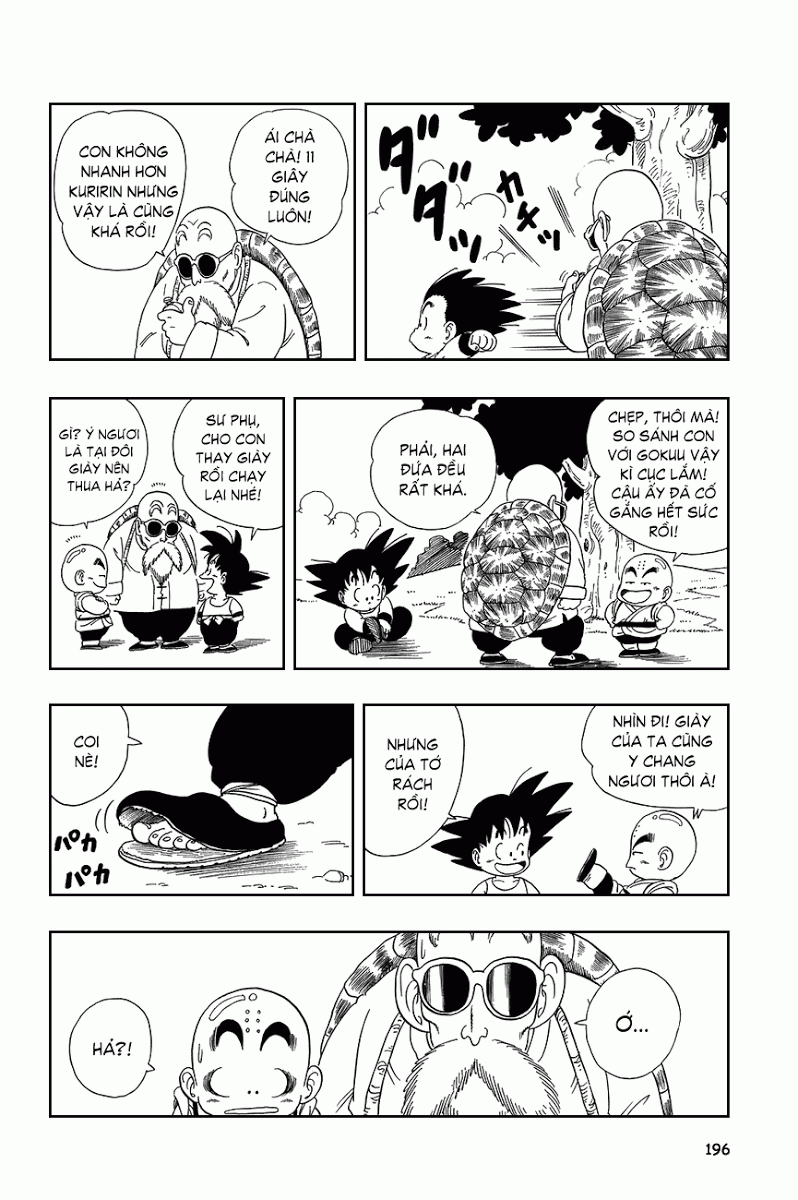 ダダダ
カメッ
ÁI CHÀ
CHÀ! 11
GIÂY
ĐÚNG
LUÔN!
CON KHÔNG
NHANH HƠN
KURIRIN NHƯNG
VẬY LÀ CŨNG
KHÁ RỒI!
CHẸP, THÔI MÀ!
SO SÁNH CON
VỚI GOKUU VẬY
KÌ CỤC LẮM!
CẬU ẤY ĐÃ CỐ
GẮNG HẾT SỨC
RỒI!
PHẢI, HAI
ĐỨA ĐỀU
RẤT KHÁ.
SƯ PHỤ,
CHO CON
THAY GIÀY
RỒI CHẠY
LẠI NHÉ!
GÌ? Ý NGƯƠI
LÀ TẠI ĐÔI
GIÀY NÊN
THUA HẢ?
NHÌN ĐI! GIÀY
CỦA TA CŨNG
Y CHANG
NGƯƠI THÔI À!
NHƯNG
CỦA TỚ
RÁCH
RỒI!
COI
NÈ!
パカ
パカ
Ớ...
HẢ?!
196